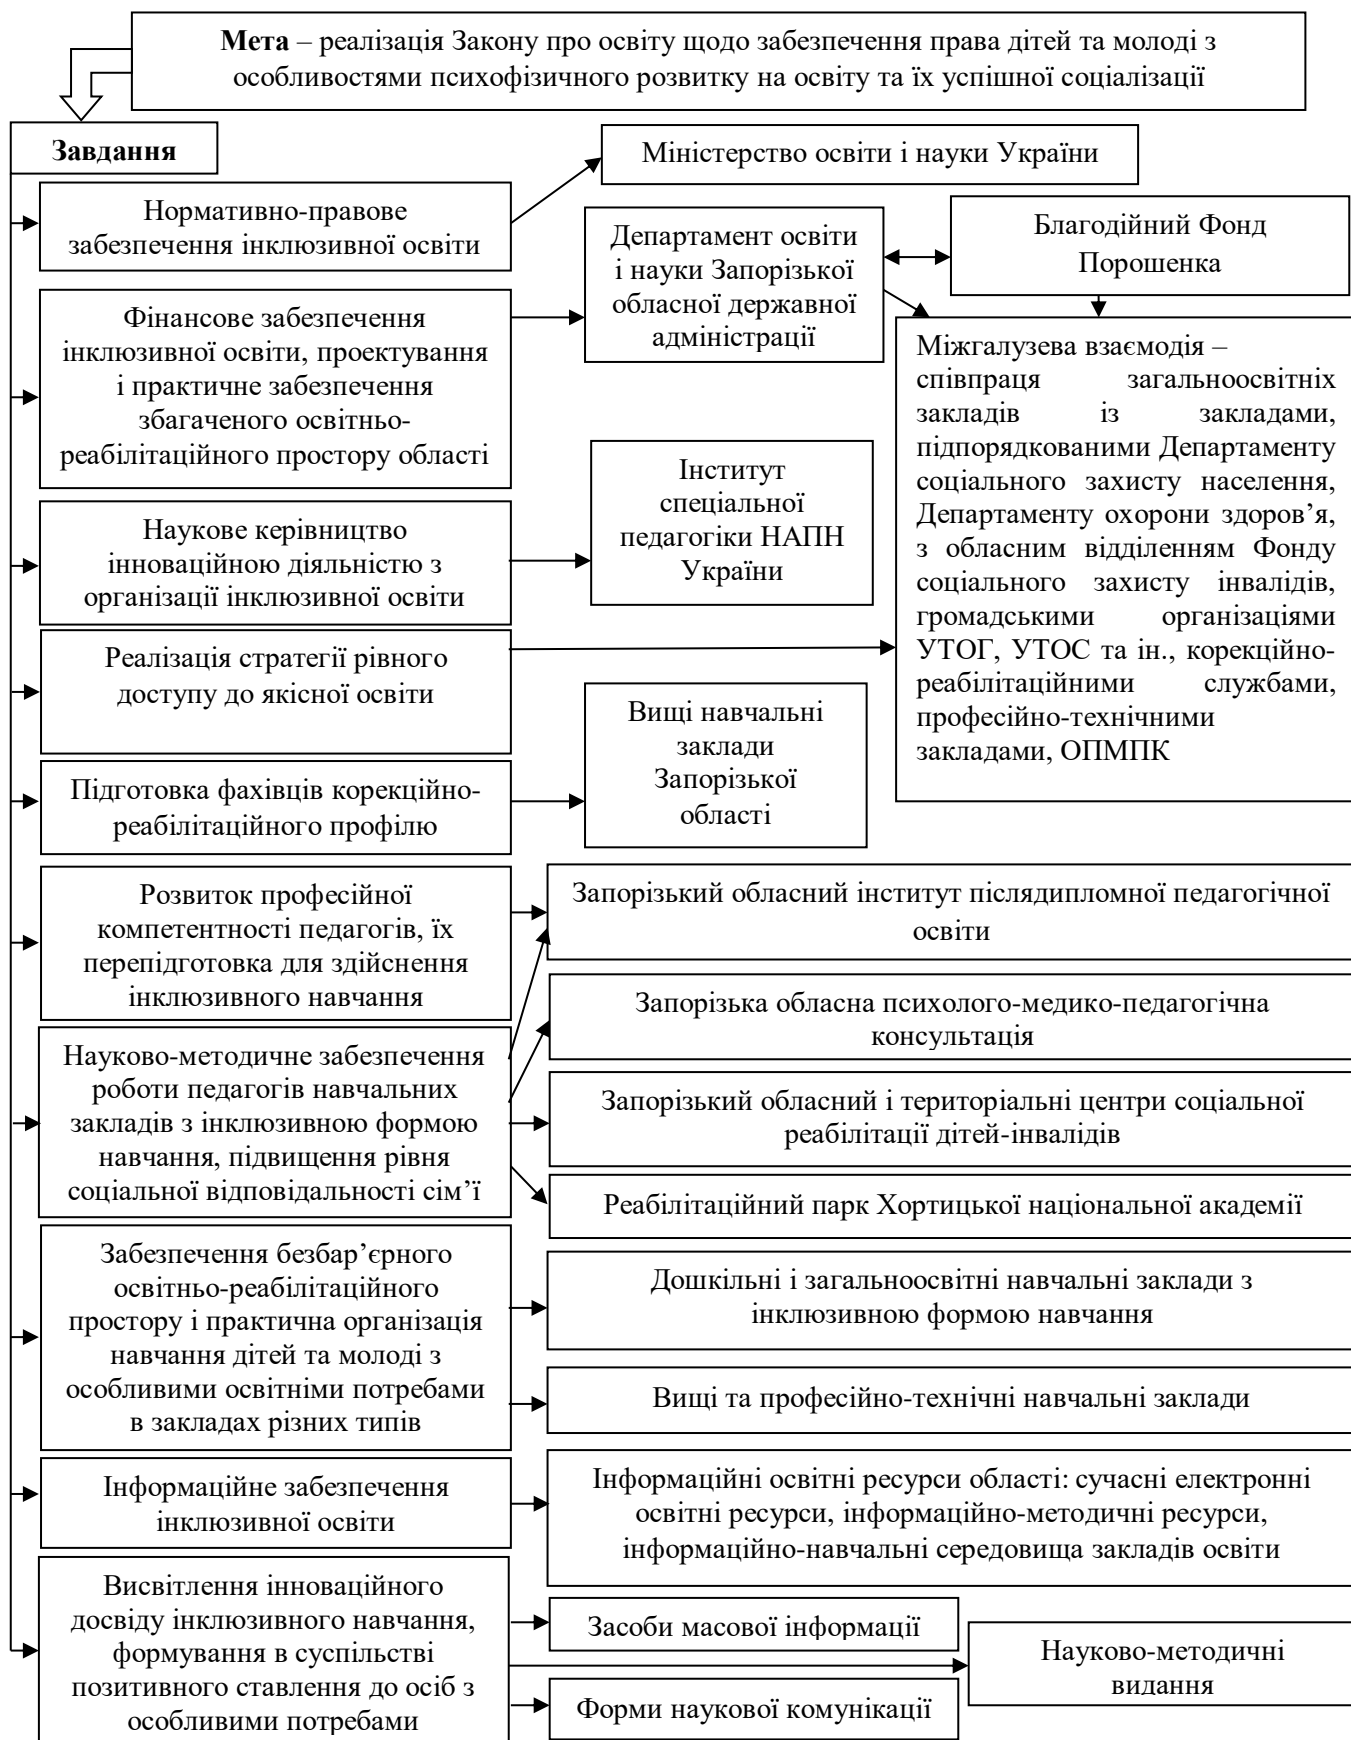 Мета – реалізація Закону про освіту щодо забезпечення права дітей та молоді з
особливостями психофізичного розвитку на освіту та їх успішної соціалізації
Завдання
Міністерство освіти і науки України
Нормативно-правове
забезпечення інклюзивної освіти
Департамент освіти
і науки Запорізької
обласної державної
адміністрації
Благодійний Фонд
Порошенка
Фінансове забезпечення
інклюзивної освіти, проектування
і практичне забезпечення
збагаченого освітньо-
реабілітаційного простору області
Міжгалузева взаємодія –
співпраця загальноосвітніх
закладів із закладами,
підпорядкованими Департаменту
соціального захисту населення,
Департаменту охорони здоров’я,
з обласним відділенням Фонду
соціального захисту інвалідів,
громадськими організаціями
УТОГ, УТОС та ін., корекційно-
реабілітаційними службами,
професійно-технічними
закладами, ОПМПК
Інститут
спеціальної
педагогіки НАПН
України
Наукове керівництво
інноваційною діяльністю з
організації інклюзивної освіти
Реалізація стратегії рівного
доступу до якісної освіти
Вищі навчальні
заклади
Запорізької
області
Підготовка фахівців корекційно-
реабілітаційного профілю
Розвиток професійної
компетентності педагогів, їх
перепідготовка для здійснення
інклюзивного навчання
Запорізький обласний інститут післядипломної педагогічної
освіти
Запорізька обласна психолого-медико-педагогічна
консультація
Науково-методичне забезпечення
роботи педагогів навчальних
закладів з інклюзивною формою
навчання, підвищення рівня
соціальної відповідальності сім’ї
Запорізький обласний і територіальні центри соціальної
реабілітації дітей-інвалідів
Реабілітаційний парк Хортицької національної академії
Забезпечення безбар’єрного
освітньо-реабілітаційного
простору і практична організація
навчання дітей та молоді з
особливими освітніми потребами
в закладах різних типів
Дошкільні і загальноосвітні навчальні заклади з
інклюзивною формою навчання
Вищі та професійно-технічні навчальні заклади
Інформаційне забезпечення
інклюзивної освіти
Інформаційні освітні ресурси області: сучасні електронні
освітні ресурси, інформаційно-методичні ресурси,
інформаційно-навчальні середовища закладів освіти
Висвітлення інноваційного
досвіду інклюзивного навчання,
формування в суспільстві
позитивного ставлення до осіб з
особливими потребами
Засоби масової інформації
Науково-методичні
видання
Форми наукової комунікації